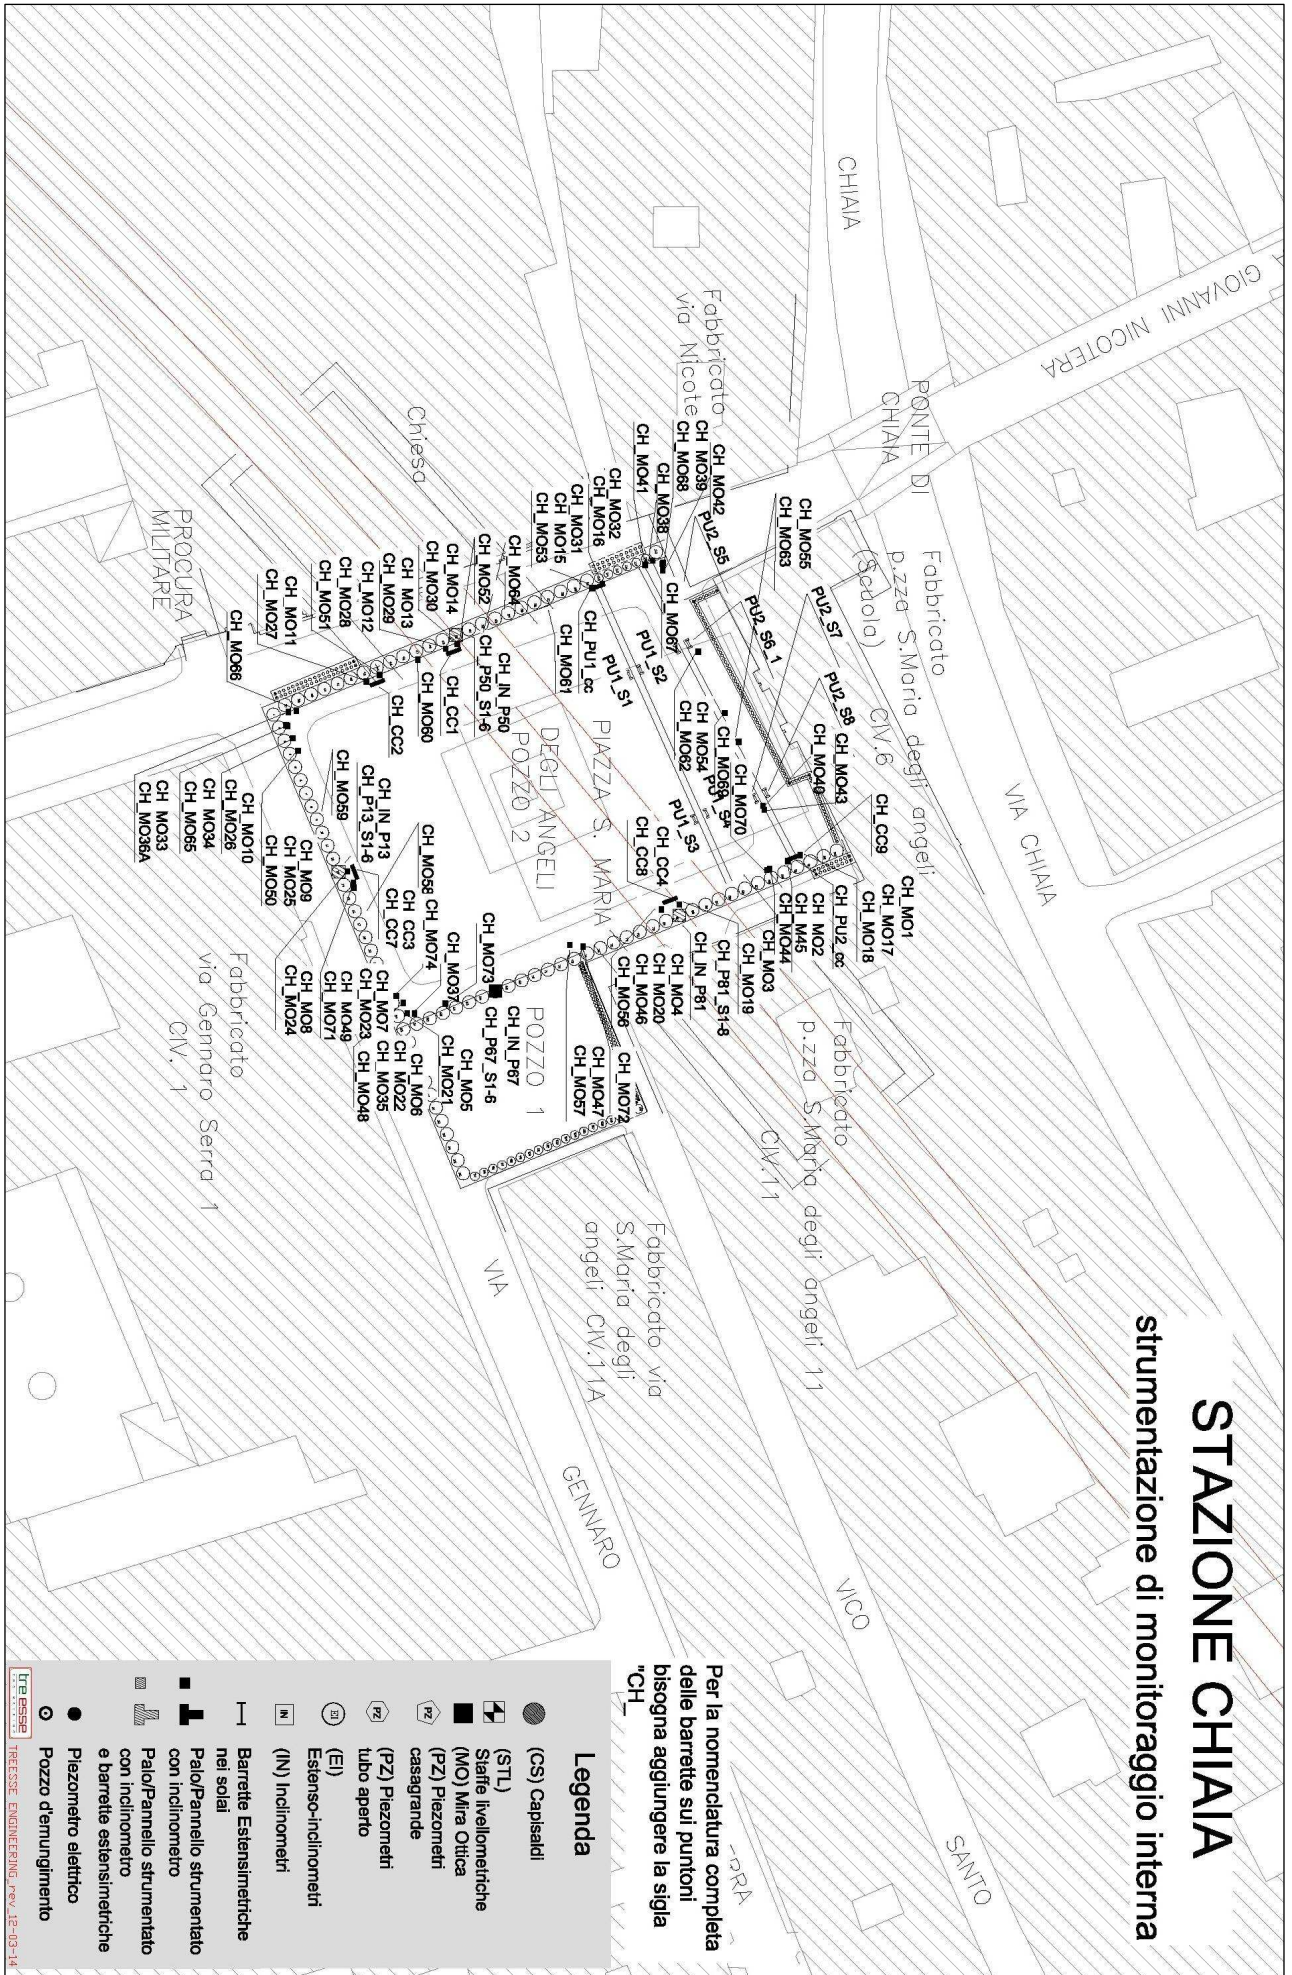 STAZIONE CHIAIA
strumentazione di monitoraggio interna
GIOVANNI NICOTERA
CHIAIA
PONTE DI
CHIAIA
VIA CHIAIA
Fabbricato
p.zza S.Maria degli angeli
(Scuola) CIV.6
Fabbricato
via Nicote
CH_MO55
CH_MO63
PU2_S7
PU2_S8
PU2_S5
PU2_S6_1
CH_MO43
CH_MO40
CH_CC9
CH_MO42
CH_MO39
CH_MO68
CH_MO38
CH_MO41
CH_MO67
CH_MO1
CH_MO17
CH_MO18
CH_PU2_cc
CH_MO2
CH_M45
CH_MO44
CH_MO3
CH_MO19
CH_P81_S1-8
CH_IN_P81
CH_MO4
CH_MO20
CH_MO46
CH_MO56
CH_MO70
CH_MO69
PU1_S4
CH_MO54
CH_MO62
PU1_S3
PU1_S2
PU1_S1
CH_CC4
CH_CC8
CH_MO32
CH_MO16
CH_MO31
CH_MO15
CH_MO53
CH_PU1_cc
CH_MO61
CH_MO64
CH_MO52
CH_IN_P50
CH_P50_S1-6
CH_MO14
CH_MO30
CH_CC1
CH_MO13
CH_MO29
CH_MO60
CH_MO12
CH_MO28
CH_MO51
CH_CC2
CH_MO11
CH_MO27
CH_MO66
Chiesa
PROCURA
MILITARE
PIAZZA S. MARIA
DEGLI ANGELI
POZZO 2
POZZO 1
CH_MO72
CH_MO47
CH_MO57
CH_IN_P67
CH_P67_S1-6
CH_MO73
CH_MO5
CH_MO21
CH_MO37
CH_MO74
CH_MO6
CH_MO22
CH_MO35
CH_MO48
CH_MO58
CH_CC3
CH_CC7
CH_MO7
CH_MO23
CH_MO49
CH_MO71
CH_IN_P13
CH_P13_S1-6
CH_MO59
CH_MO8
CH_MO24
CH_MO9
CH_MO25
CH_MO50
CH_MO10
CH_MO26
CH_MO34
CH_MO65
CH_MO33
CH_MO36A
Fabbricato
p.zza S.Maria degli angeli 11
CIV.11
Fabbricato via
S.Maria degli
angeli CIV.11A
Fabbricato
via Gennaro Serra 1
CIV. 1
VIA
GENNARO
VICO
SANTO
Per la nomenclatura completa
delle barrette sui puntoni
bisogna aggiungere la sigla
"CH_
Legenda
(CS) Capisaldi
(STL)
Staffe livellometriche
(MO) Mira Ottica
PZ (PZ) Piezometri
casagrande
PZ (PZ) Piezometri
tubo aperto
EI (EI)
Estenso-inclinometri
IN (IN) Inclinometri
Barrette Estensimetriche
nei solai
Palo/Pannello strumentato
con inclinometro
Palo/Pannello strumentato
con inclinometro
e barrette estensimetriche
Piezometro elettrico
Pozzo d'emungimento
tre esse
TREESSE ENGINEERING_rev_12-03-14